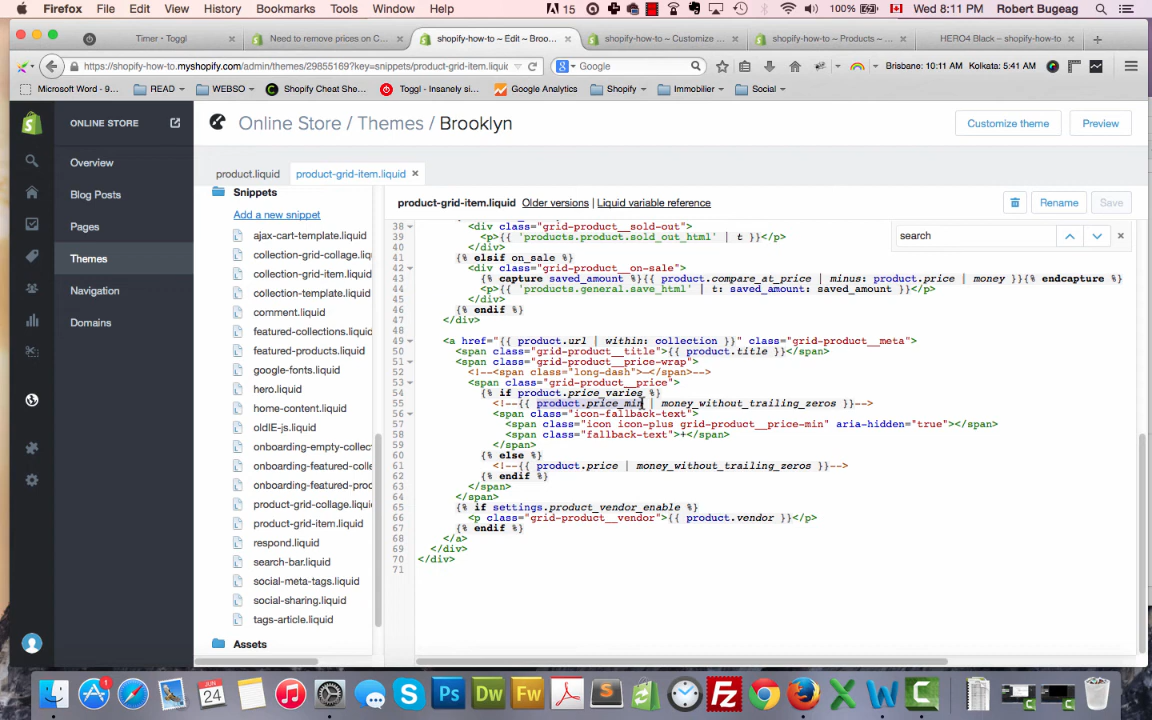 Firefox File Edit View History Bookmarks Tools Window Help 15 100% Wed 8:11 PM Robert Bugeag
Timer • Toggl
Need to remove prices on C...
shopify-how-to ~ Edit ~ Broo...
shopify-how-to ~ Customize ...
shopify-how-to ~ Products ~ ...
HERO4 Black – shopify-how-to
https://shopify-how-to.myshopify.com/admin/themes/29855169?key=snippets/product-grid-item.liquid
Google
Brisbane: 10:11 AM Kolkata: 5:41 AM
Microsoft Word - 9... READ WEBSO Shopify Cheat She... Toggl - Insanely si... Google Analytics Shopify Immobilier Social
ONLINE STORE
Online Store / Themes / Brooklyn
Customize theme
Preview
Overview
Blog Posts
Pages
Themes
Navigation
Domains
product.liquid
product-grid-item.liquid
Snippets
Add a new snippet
ajax-cart-template.liquid
collection-grid-collage.liq
collection-grid-item.liquid
collection-template.liquid
comment.liquid
featured-collections.liquid
featured-products.liquid
google-fonts.liquid
hero.liquid
home-content.liquid
oldIE-js.liquid
onboarding-empty-collec
onboarding-featured-coll
onboarding-featured-prod
product-grid-collage.liqui
product-grid-item.liquid
respond.liquid
search-bar.liquid
social-meta-tags.liquid
social-sharing.liquid
tags-article.liquid
Assets
product-grid-item.liquid Older versions | Liquid variable reference
Rename
Save
search
38 <div class="grid-product__sold-out">
39 <p>{{ 'products.product.sold_out_html' | t }}</p>
40 </div>
41 {% elsif on_sale %}
42 <div class="grid-product__on-sale">
43 {% capture saved_amount %}{{ product.compare_at_price | minus: product.price | money }}{% endcapture %}
44 <p>{{ 'products.general.save_html' | t: saved_amount: saved_amount }}</p>
45 </div>
46 {% endif %}
47 </div>
48
49 <a href="{{ product.url | within: collection }}" class="grid-product__meta">
50 <span class="grid-product__title">{{ product.title }}</span>
51 <span class="grid-product__price-wrap">
52 <!--<span class="long-dash">—</span>-->
53 <span class="grid-product__price">
54 {% if product.price_varies %}
55 <!--{{ product.price_min | money_without_trailing_zeros }}-->
56 <span class="icon-fallback-text">
57 <span class="icon icon-plus grid-product__price-min" aria-hidden="true"></span>
58 <span class="fallback-text">+</span>
59 </span>
60 {% else %}
61 <!--{{ product.price | money_without_trailing_zeros }}-->
62 {% endif %}
63 </span>
64 </span>
65 {% if settings.product_vendor_enable %}
66 <p class="grid-product__vendor">{{ product.vendor }}</p>
67 {% endif %}
68 </a>
69 </div>
70 </div>
71
JUN
24